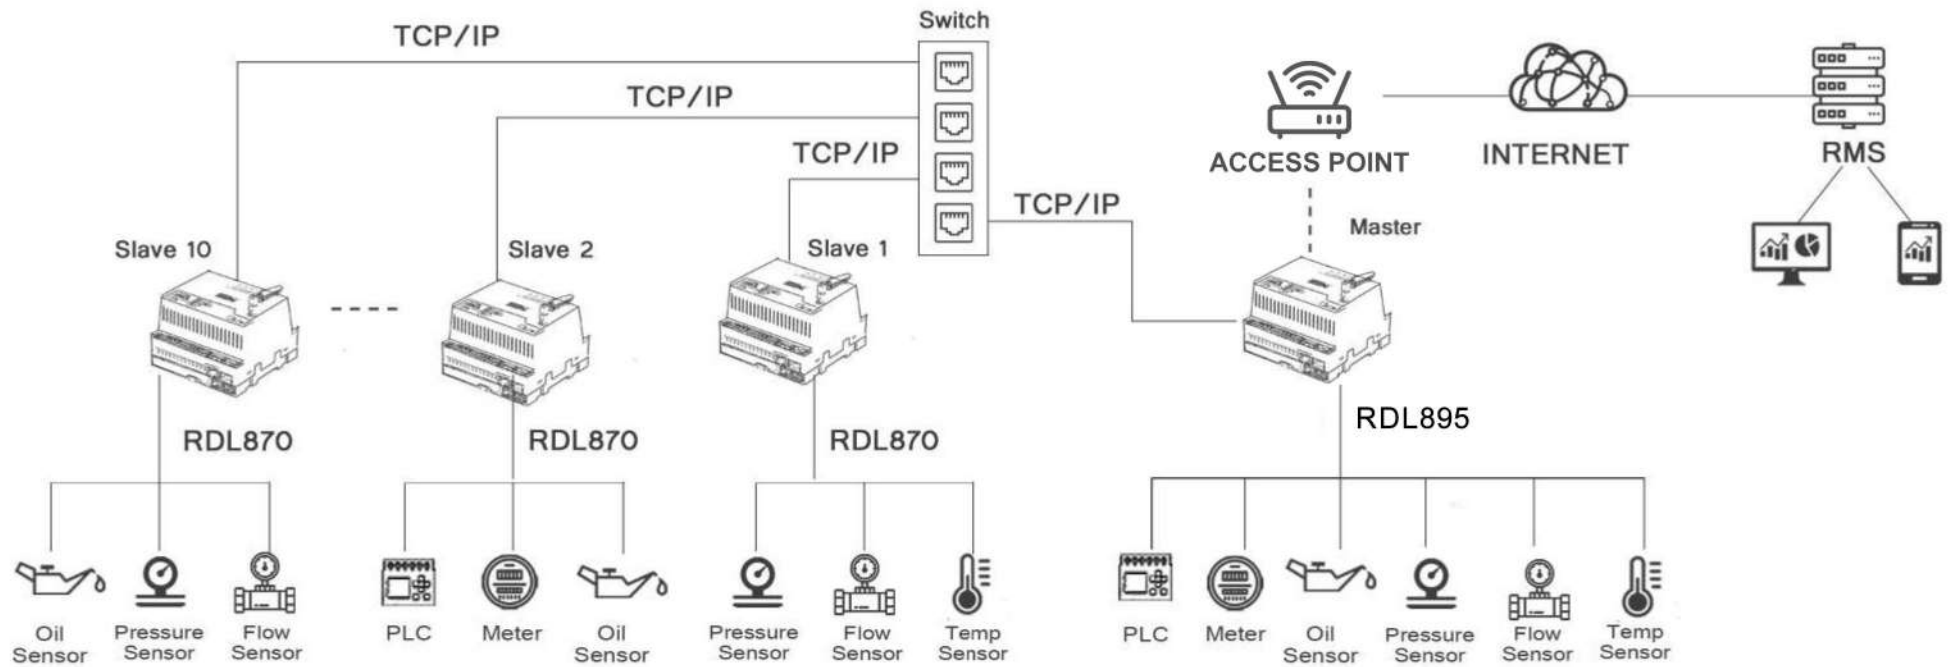 Switch
TCP/IP
TCP/IP
TCP/IP
TCP/IP
ACCESS POINT
INTERNET
RMS
Slave 10
Slave 2
Slave 1
Master
RDL870
RDL870
RDL870
RDL895
Oil
Sensor
Pressure
Sensor
Flow
Sensor
PLC
Meter
Oil
Sensor
Pressure
Sensor
Flow
Sensor
Temp
Sensor
PLC
Meter
Oil
Sensor
Pressure
Sensor
Flow
Sensor
Temp
Sensor